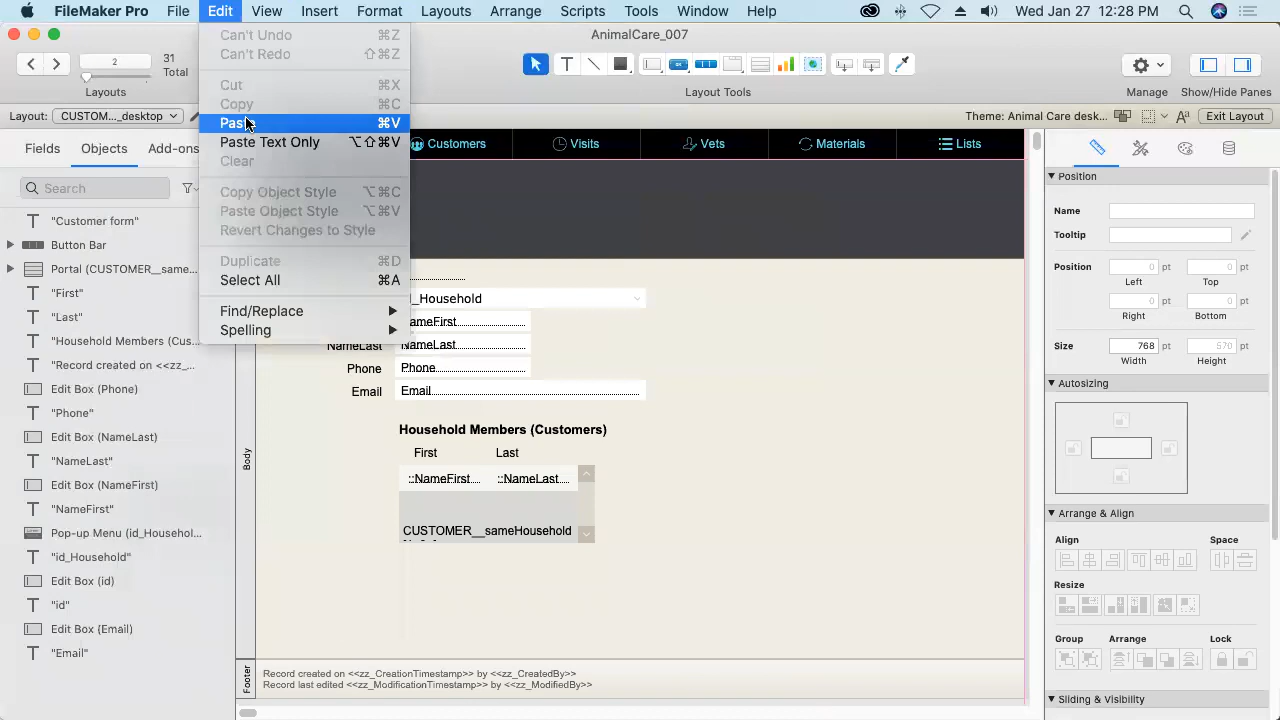 FileMaker Pro File Edit View Insert Format Layouts Arrange Scripts Tools Window Help Wed Jan 27 12:28 PM
AnimalCare_007
2
31
Total
Layouts
Layout Tools
Manage
Show/Hide Panes
Layout: CUSTOM..._desktop
Theme: Animal Care desk...
Aa
Exit Layout
Can't Undo ⌘Z
Can't Redo ⇧⌘Z
Cut ⌘X
Copy ⌘C
Paste ⌘V
Paste Text Only ⌥⇧⌘V
Clear
Copy Object Style ⌥⌘C
Paste Object Style ⌥⌘V
Revert Changes to Style
Duplicate ⌘D
Select All ⌘A
Find/Replace
Spelling
Fields Objects Add-ons
Search
"Customer form"
Button Bar
Portal (CUSTOMER__same...
"First"
"Last"
"Household Members (Cus...
"Record created on <<zz_...
Edit Box (Phone)
"Phone"
Edit Box (NameLast)
"NameLast"
Edit Box (NameFirst)
"NameFirst"
Pop-up Menu (id_Househol...
"id_Household"
Edit Box (id)
"id"
Edit Box (Email)
"Email"
Customers Visits Vets Materials Lists
d_Household
ameFirst
NameLast NameLast
Phone Phone
Email Email
Household Members (Customers)
First Last
::NameFirst ::NameLast
CUSTOMER__sameHousehold
Body
Footer
Record created on <<zz_CreationTimestamp>> by <<zz_CreatedBy>>
Record last edited <<zz_ModificationTimestamp>> by <<zz_ModifiedBy>>
Position
Name
Tooltip
Position 0 pt 0 pt
Left Top
0 pt 0 pt
Right Bottom
Size 768 pt 570 pt
Width Height
Autosizing
Arrange & Align
Align Space
Resize
Group Arrange Lock
Sliding & Visibility